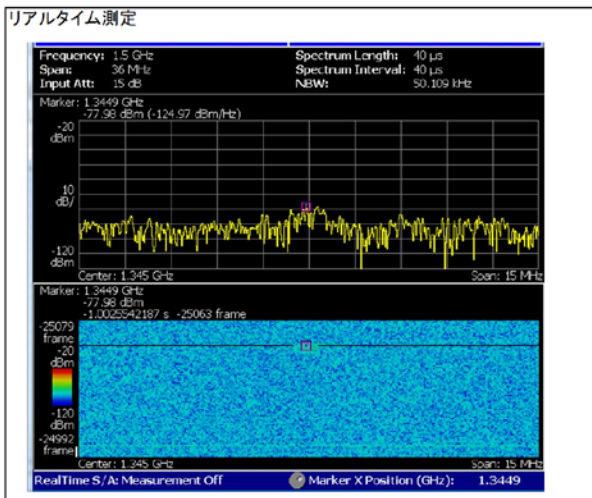 リアルタイム測定
Frequency: 1.5 GHz Spectrum Length: 40 µs
Span: 36 MHz Spectrum Interval: 40 µs
Input Att: 15 dB NBW: 50.109 kHz
Marker: 1.3449 GHz
-77.98 dBm (-124.97 dBm/Hz)
-20
dBm
10
dB/
-120
dBm
Center: 1.345 GHz Span: 15 MHz
Marker: 1.3449 GHz
-77.98 dBm
-1.0025542187 s -25063 frame
-25079
frame
-20
dBm
-120
dBm
-24992
frame
Center: 1.345 GHz Span: 15 MHz
RealTime S/A: Measurement Off Marker X Position (GHz): 1.3449